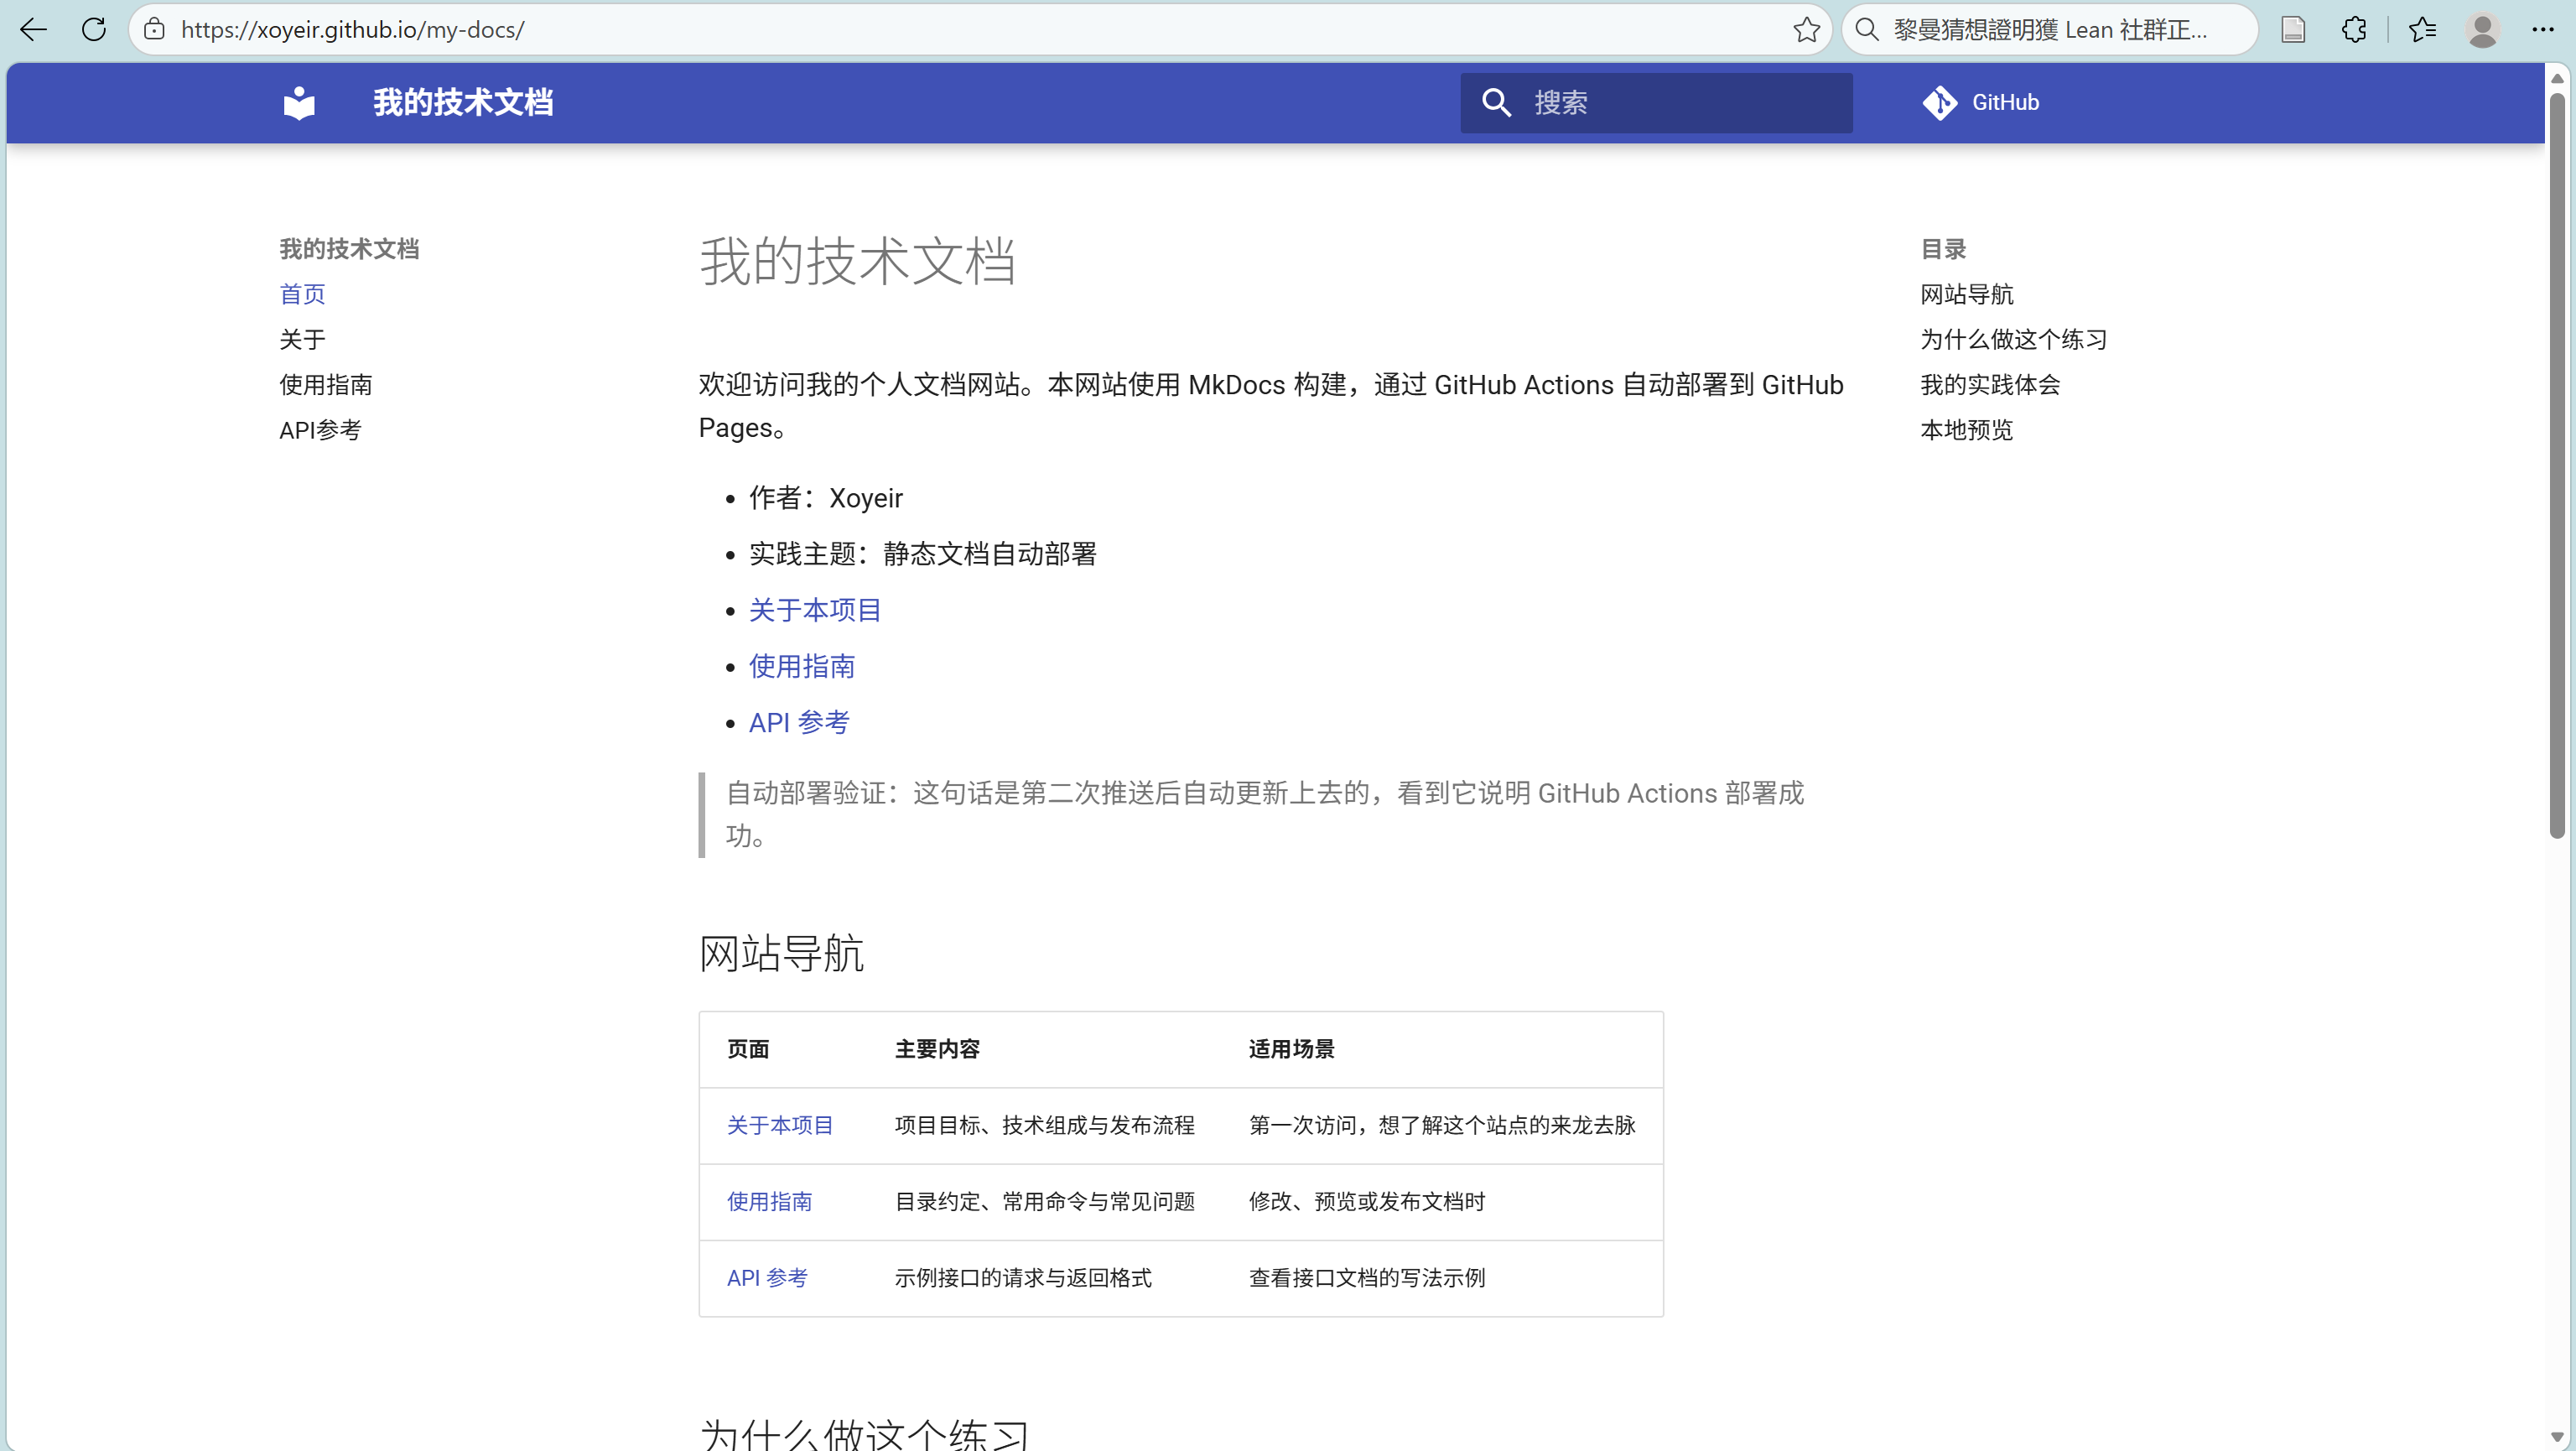 https://xoyeir.github.io/my-docs/
黎曼猜想證明獲 Lean 社群正...
我的技术文档
搜索
GitHub
我的技术文档
首页
关于
使用指南
API参考
我的技术文档
欢迎访问我的个人文档网站。本网站使用 MkDocs 构建，通过 GitHub Actions 自动部署到 GitHub
Pages。
• 作者：Xoyeir
• 实践主题：静态文档自动部署
• 关于本项目
• 使用指南
• API 参考
自动部署验证：这句话是第二次推送后自动更新上去的，看到它说明 GitHub Actions 部署成
功。
网站导航
页面 主要内容 适用场景
关于本项目 项目目标、技术组成与发布流程 第一次访问，想了解这个站点的来龙去脉
使用指南 目录约定、常用命令与常见问题 修改、预览或发布文档时
API 参考 示例接口的请求与返回格式 查看接口文档的写法示例
为什么做这个练习
目录
网站导航
为什么做这个练习
我的实践体会
本地预览